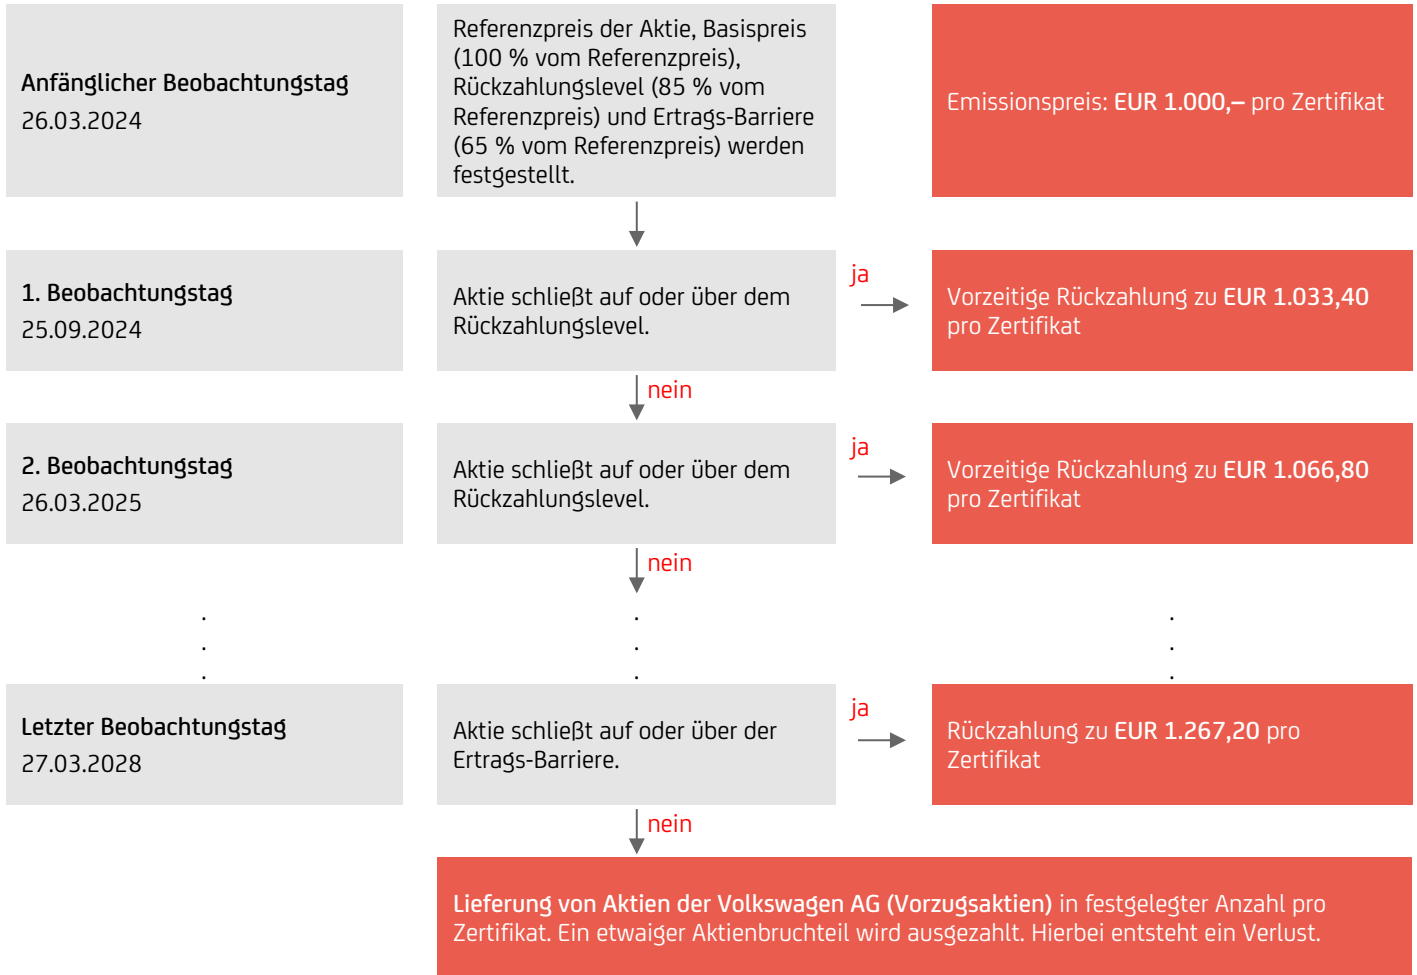 Anfänglicher Beobachtungstag
26.03.2024
Referenzpreis der Aktie, Basispreis
(100 % vom Referenzpreis),
Rückzahlungslevel (85 % vom
Referenzpreis) und Ertrags-Barriere
(65 % vom Referenzpreis) werden
festgestellt.
Emissionspreis: EUR 1.000,– pro Zertifikat
1. Beobachtungstag
25.09.2024
Aktie schließt auf oder über dem
Rückzahlungslevel.
ja
Vorzeitige Rückzahlung zu EUR 1.033,40
pro Zertifikat
nein
2. Beobachtungstag
26.03.2025
Aktie schließt auf oder über dem
Rückzahlungslevel.
ja
Vorzeitige Rückzahlung zu EUR 1.066,80
pro Zertifikat
nein
. . .
. . .
. . .
Letzter Beobachtungstag
27.03.2028
Aktie schließt auf oder über der
Ertrags-Barriere.
ja
Rückzahlung zu EUR 1.267,20 pro
Zertifikat
nein
Lieferung von Aktien der Volkswagen AG (Vorzugsaktien) in festgelegter Anzahl pro
Zertifikat. Ein etwaiger Aktienbruchteil wird ausgezahlt. Hierbei entsteht ein Verlust.